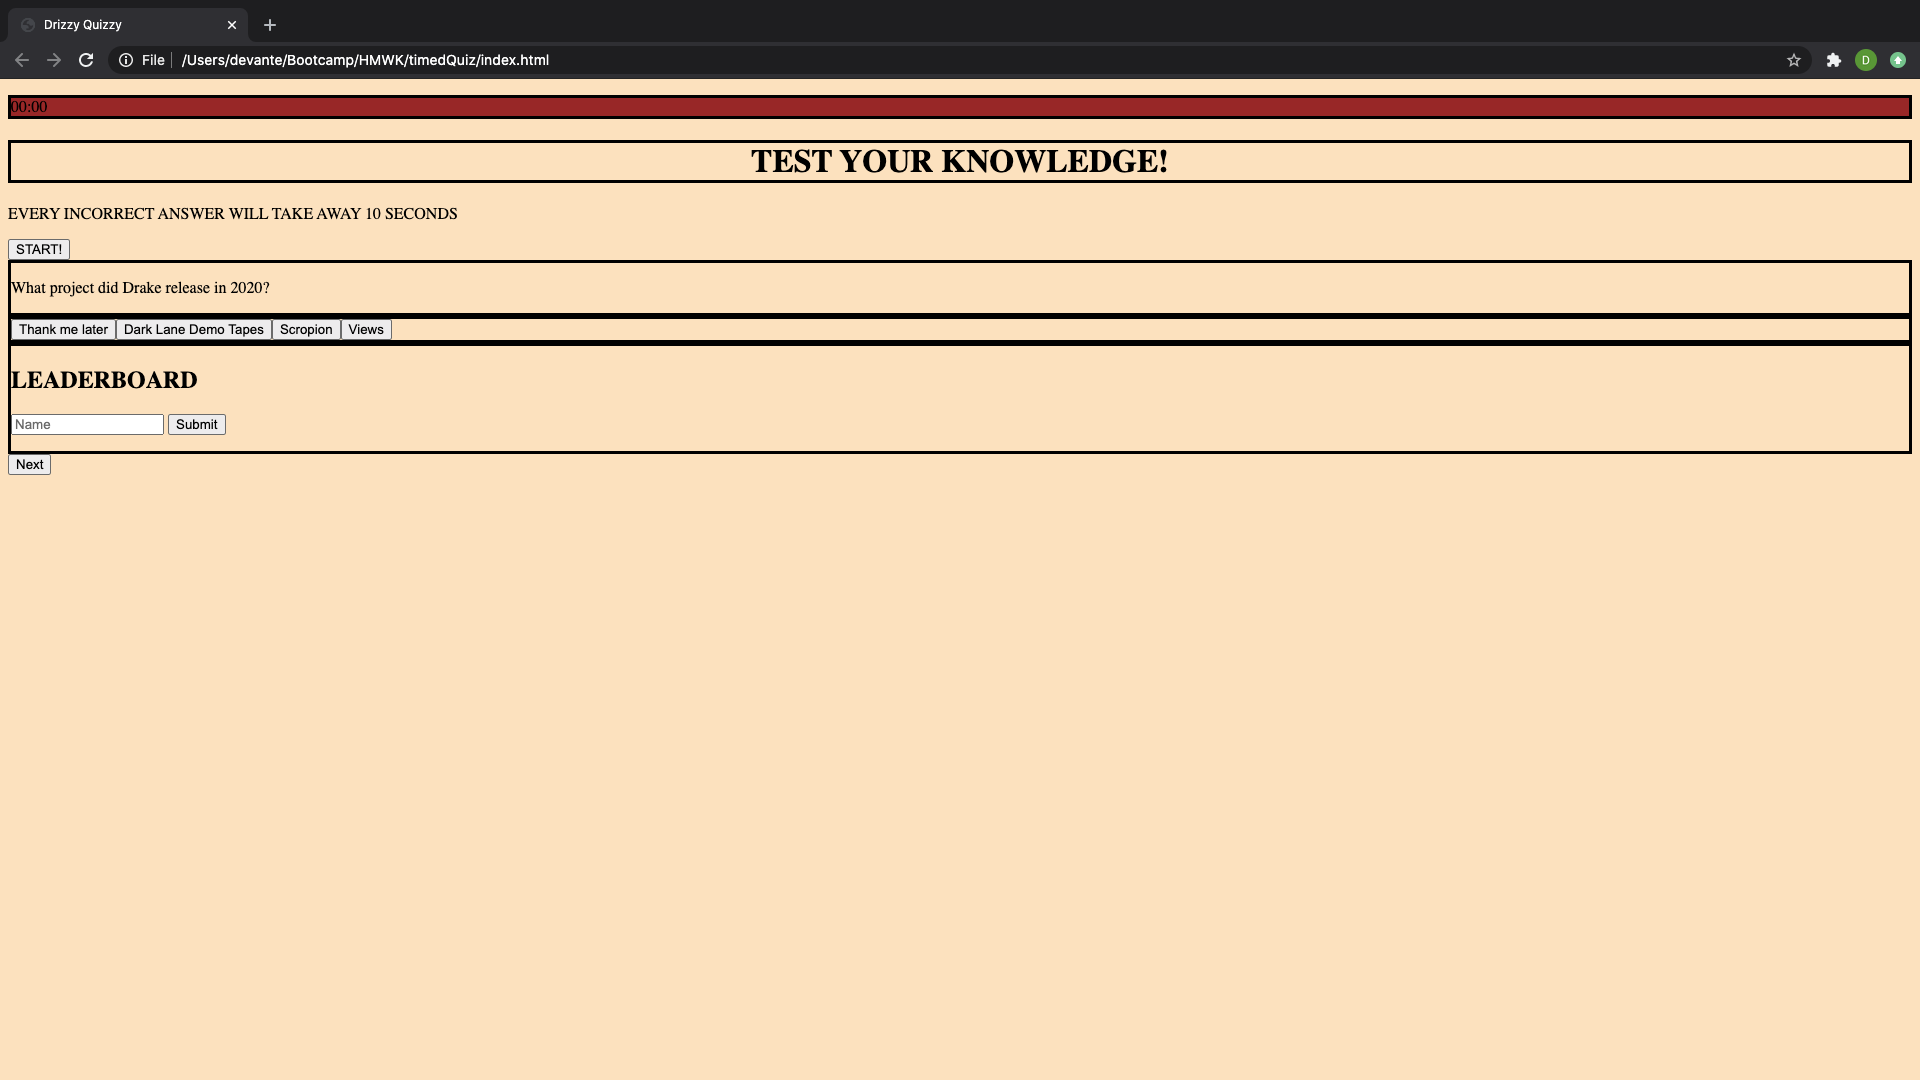 Drizzy Quizzy
File
/Users/devante/Bootcamp/HMWK/timedQuiz/index.html
D
00:00
TEST YOUR KNOWLEDGE!
EVERY INCORRECT ANSWER WILL TAKE AWAY 10 SECONDS
START!
What project did Drake release in 2020?
Thank me later Dark Lane Demo Tapes Scropion Views
LEADERBOARD
Name Submit
Next